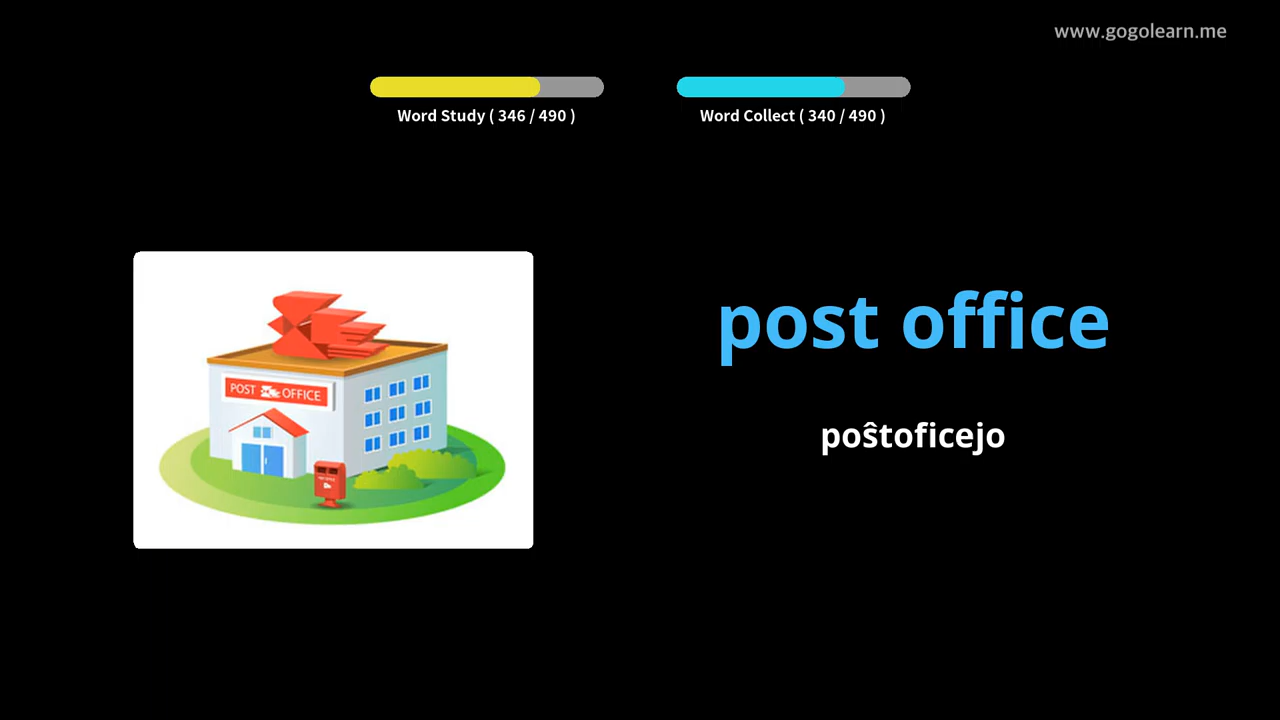 www.gogolearn.me
Word Study ( 346 / 490 )
Word Collect ( 340 / 490 )
POST OFFICE
post office
poŝtoficejo